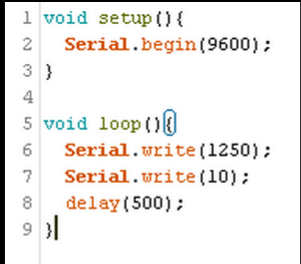 1 void setup(){
2   Serial.begin(9600);
3 }
4
5 void loop(){
6   Serial.write(1250);
7   Serial.write(10);
8   delay(500);
9 }